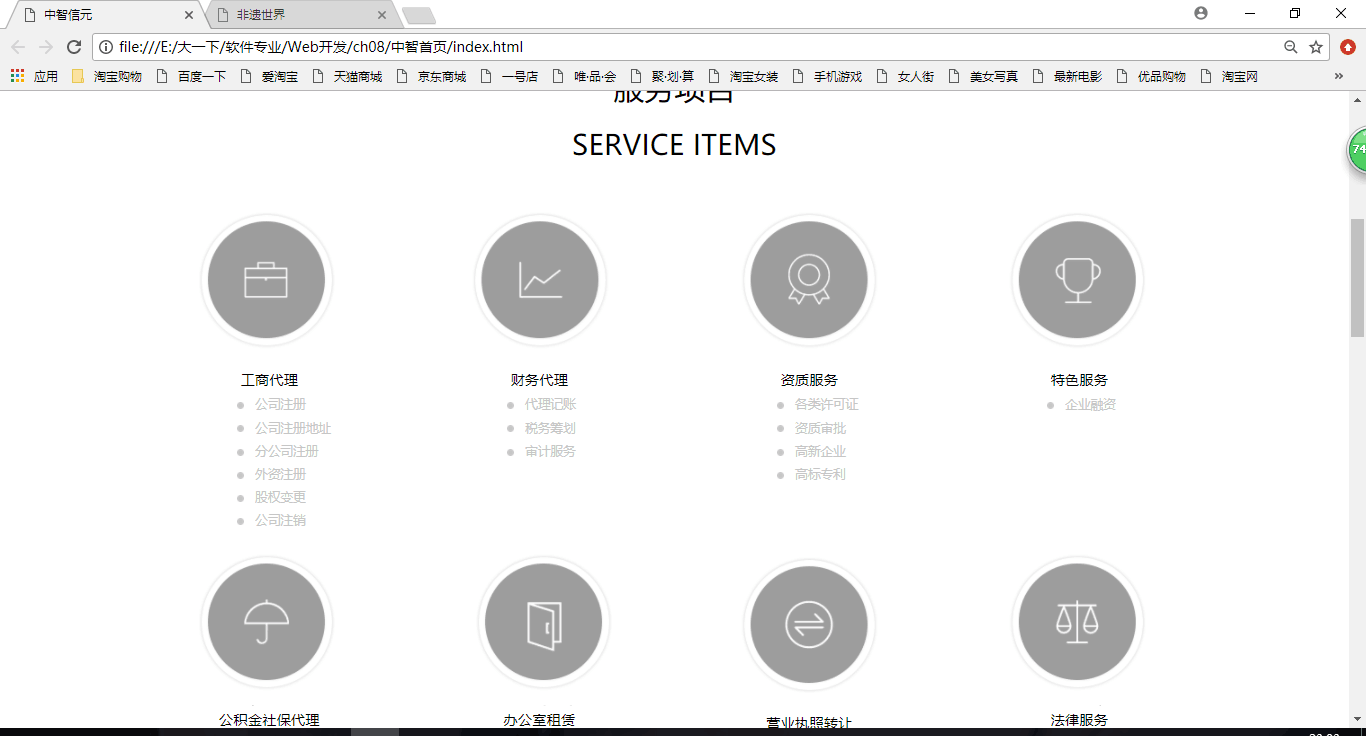 中智信元
非遗世界
file:///E:/大一下/软件专业/Web开发/ch08/中智首页/index.html
应用 淘宝购物 百度一下 爱淘宝 天猫商城 京东商城 一号店 唯·品·会 聚·划·算 淘宝女装 手机游戏 女人街 美女写真 最新电影 优品购物 淘宝网 »
服务项目
SERVICE ITEMS
74
工商代理 财务代理 资质服务 特色服务
公司注册 代理记账 各类许可证 企业融资
公司注册地址 税务筹划 资质审批
分公司注册 审计服务 高新企业
外资注册 高标专利
股权变更
公司注销
公积金社保代理 办公室租赁 营业执照转让 法律服务